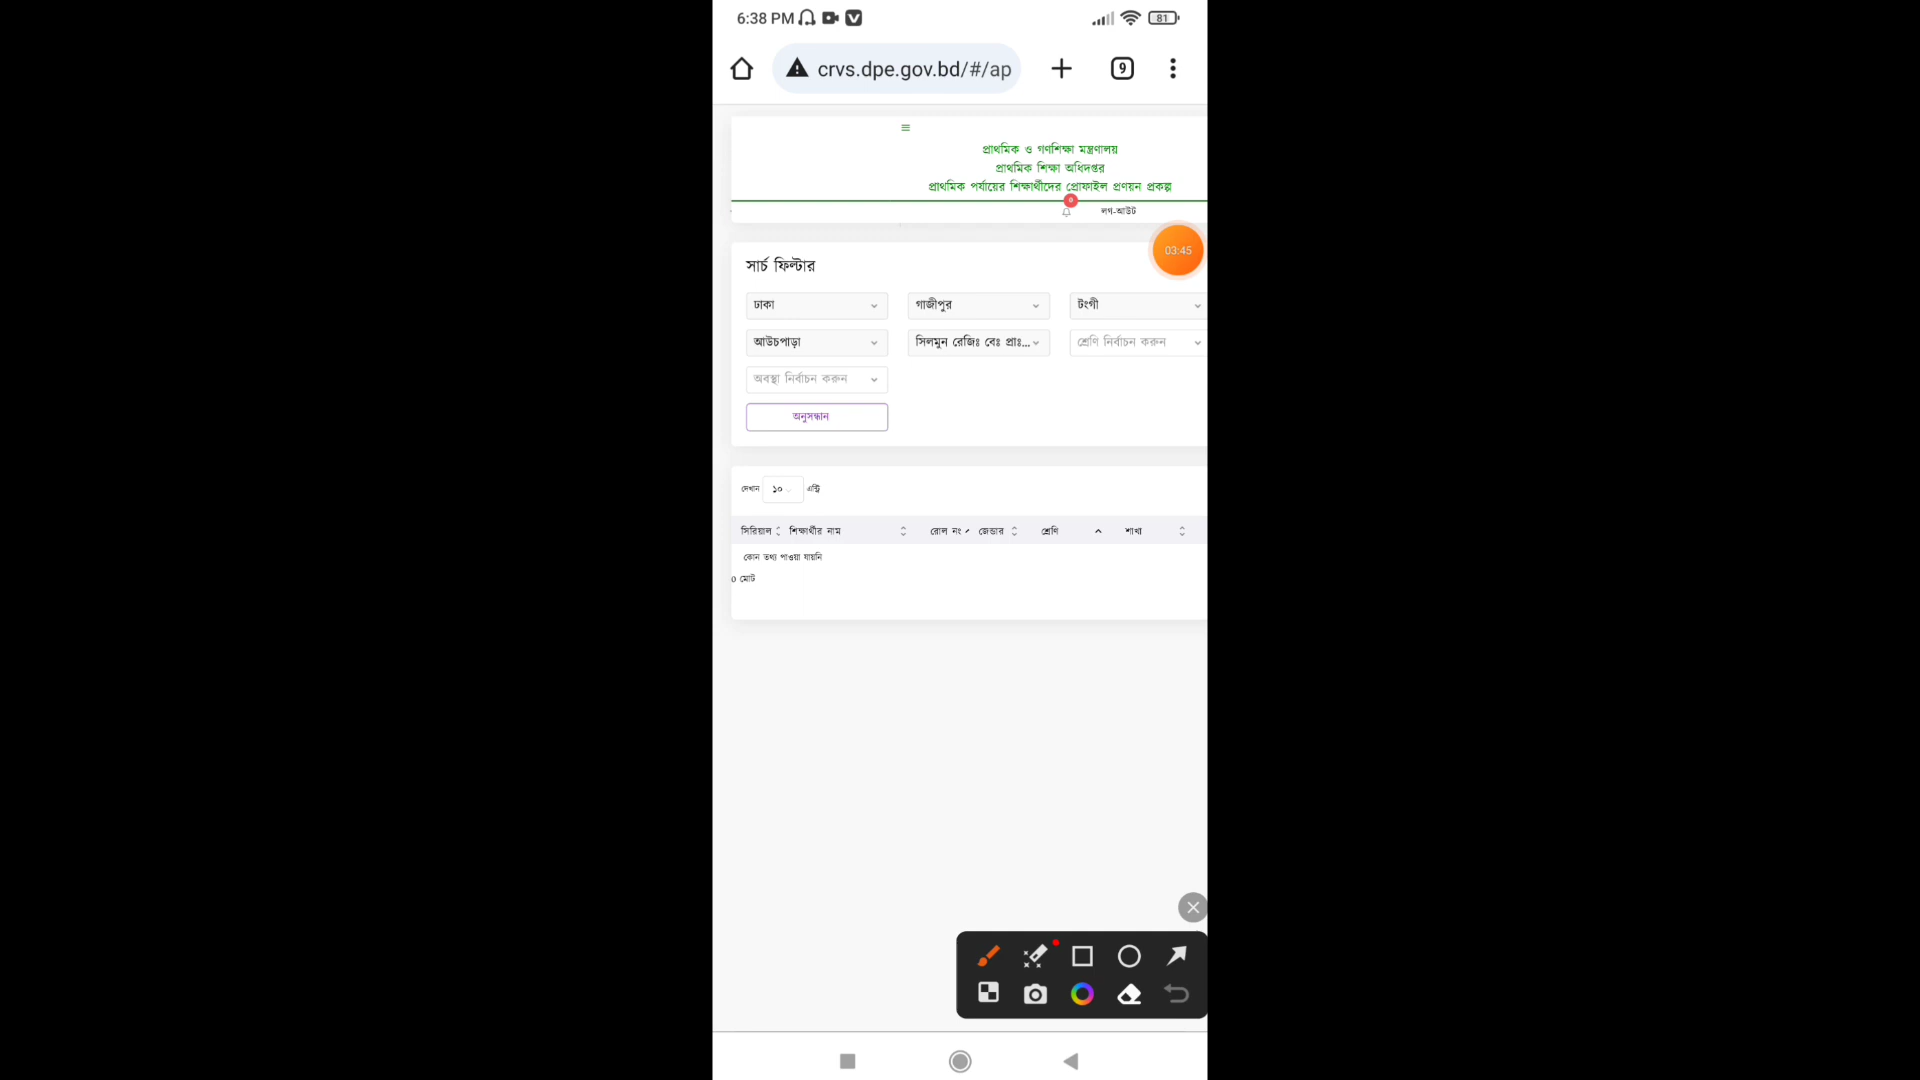 6:38 PM 81
crvs.dpe.gov.bd/#/ap 9
প্রাথমিক ও গণশিক্ষা মন্ত্রণালয়
প্রাথমিক শিক্ষা অধিদপ্তর
প্রাথমিক পর্যায়ের শিক্ষার্থীদের প্রোফাইল প্রণয়ন প্রকল্প
লগ-আউট
03:45
সার্চ ফিল্টার
ঢাকা গাজীপুর টংগী
আউচপাড়া সিলমুন রেজিঃ বেঃ প্রাঃ... শ্রেণি নির্বাচন করুন
অবস্থা নির্বাচন করুন
অনুসন্ধান
দেখান ১০ এন্ট্রি
সিরিয়াল শিক্ষার্থীর নাম রোল নং জেন্ডার শ্রেণি শাখা
কোন তথ্য পাওয়া যায়নি
0 মোট